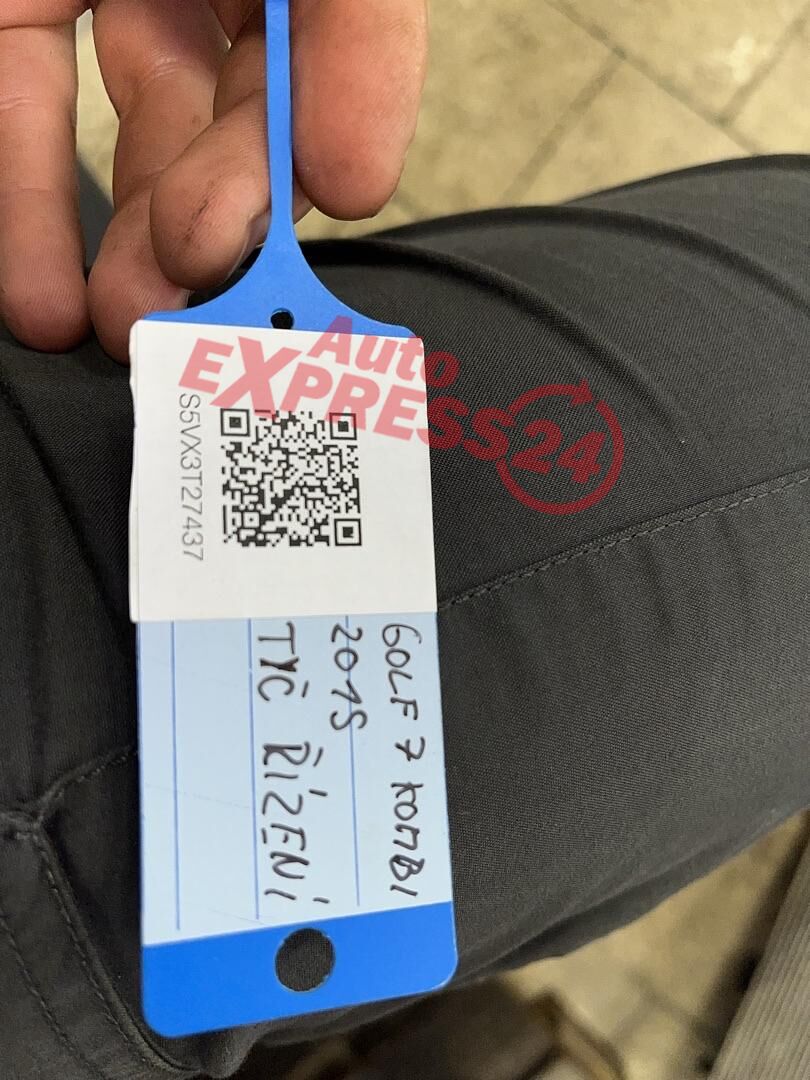 Auto
EXPRESS24
S5VX3T27437
GOLF 7 KOMBI
2015
TYČ ŘÍZENÍ